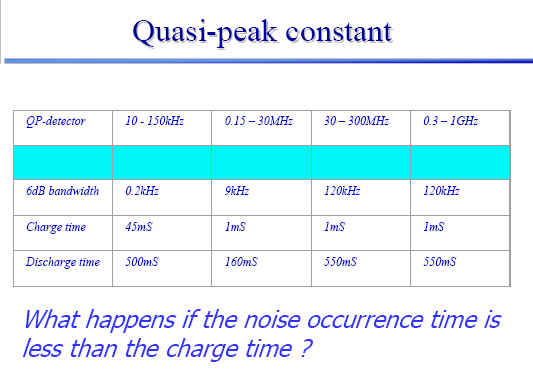 Quasi-peak constant
QP-detector 10 - 150kHz 0.15 – 30MHz 30 – 300MHz 0.3 – 1GHz
6dB bandwidth 0.2kHz 9kHz 120kHz 120kHz
Charge time 45mS 1mS 1mS 1mS
Discharge time 500mS 160mS 550mS 550mS
What happens if the noise occurrence time is
less than the charge time ?